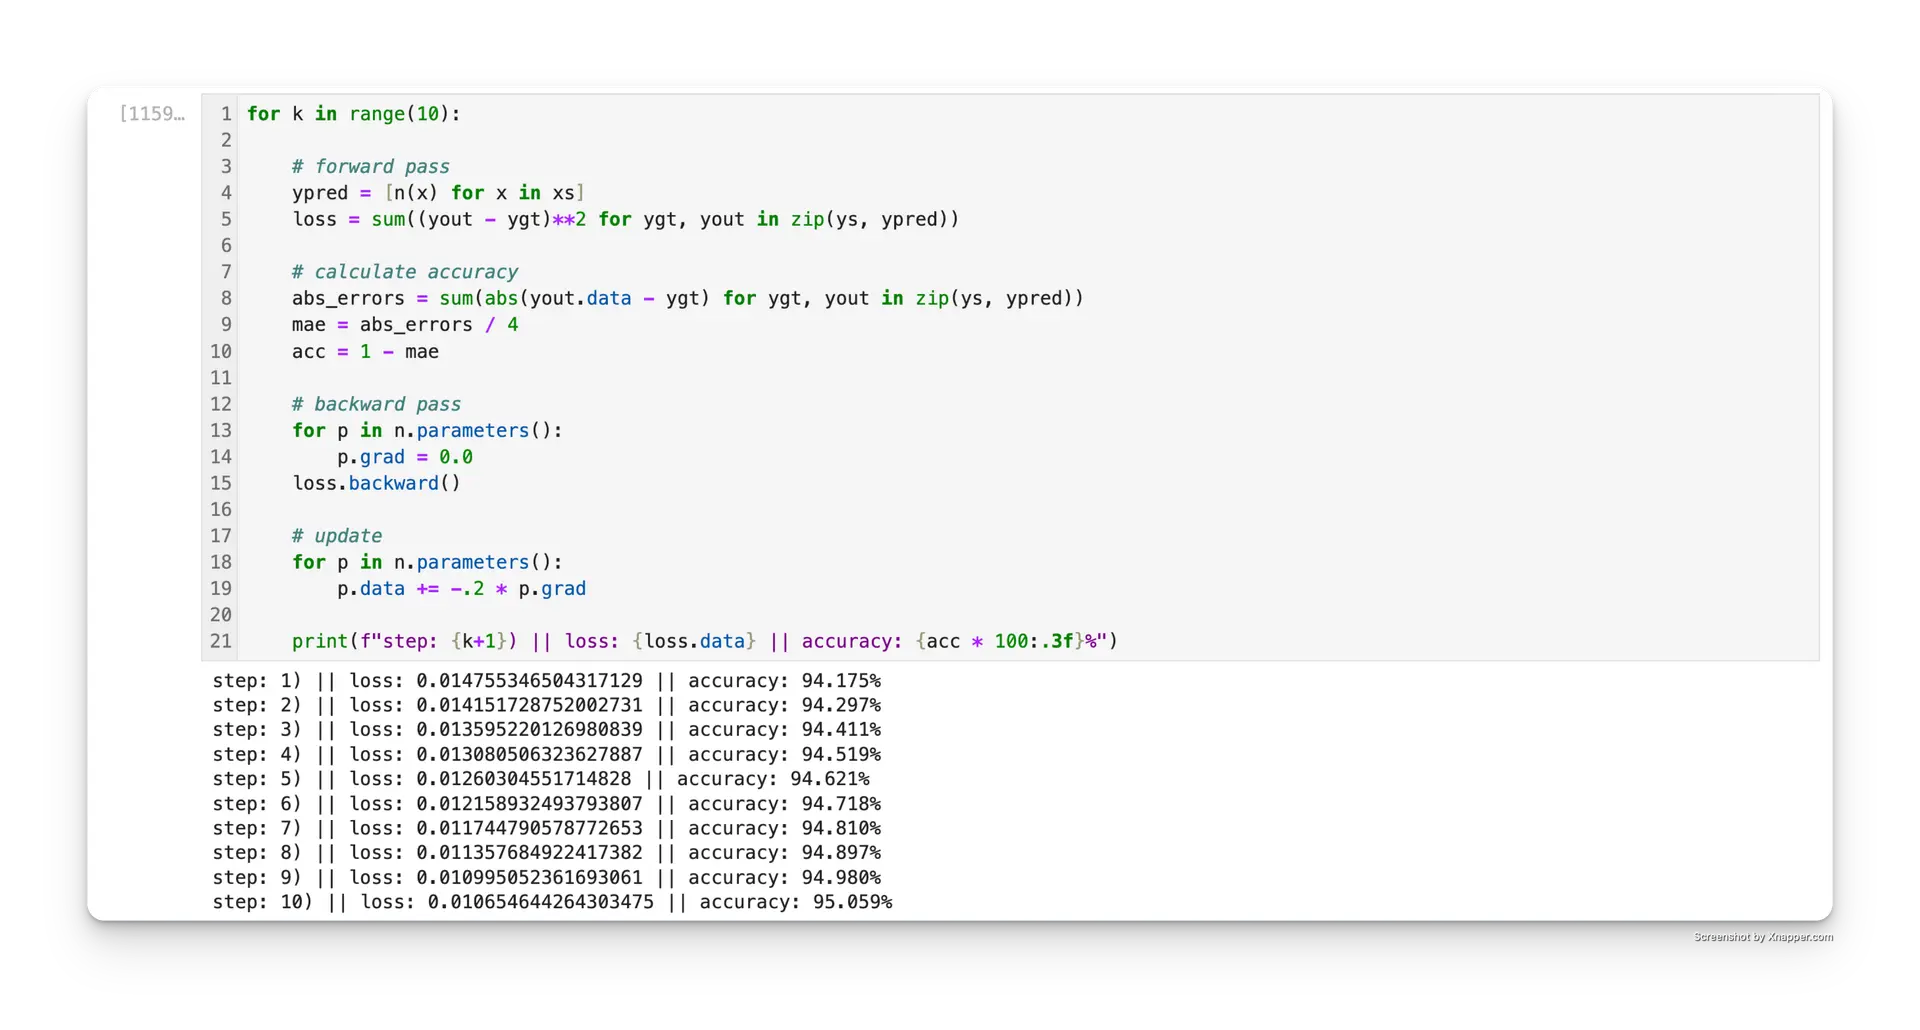 [1159…
1 for k in range(10):
2
3 # forward pass
4 ypred = [n(x) for x in xs]
5 loss = sum((yout - ygt)**2 for ygt, yout in zip(ys, ypred))
6
7 # calculate accuracy
8 abs_errors = sum(abs(yout.data - ygt) for ygt, yout in zip(ys, ypred))
9 mae = abs_errors / 4
10 acc = 1 - mae
11
12 # backward pass
13 for p in n.parameters():
14 p.grad = 0.0
15 loss.backward()
16
17 # update
18 for p in n.parameters():
19 p.data += -.2 * p.grad
20
21 print(f"step: {k+1}) || loss: {loss.data} || accuracy: {acc * 100:.3f}%")
step: 1) || loss: 0.014755346504317129 || accuracy: 94.175%
step: 2) || loss: 0.014151728752002731 || accuracy: 94.297%
step: 3) || loss: 0.013595220126980839 || accuracy: 94.411%
step: 4) || loss: 0.013080506323627887 || accuracy: 94.519%
step: 5) || loss: 0.01260304551714828 || accuracy: 94.621%
step: 6) || loss: 0.012158932493793807 || accuracy: 94.718%
step: 7) || loss: 0.011744790578772653 || accuracy: 94.810%
step: 8) || loss: 0.011357684922417382 || accuracy: 94.897%
step: 9) || loss: 0.010995052361693061 || accuracy: 94.980%
step: 10) || loss: 0.010654644264303475 || accuracy: 95.059%
Screenshot by Xnapper.com